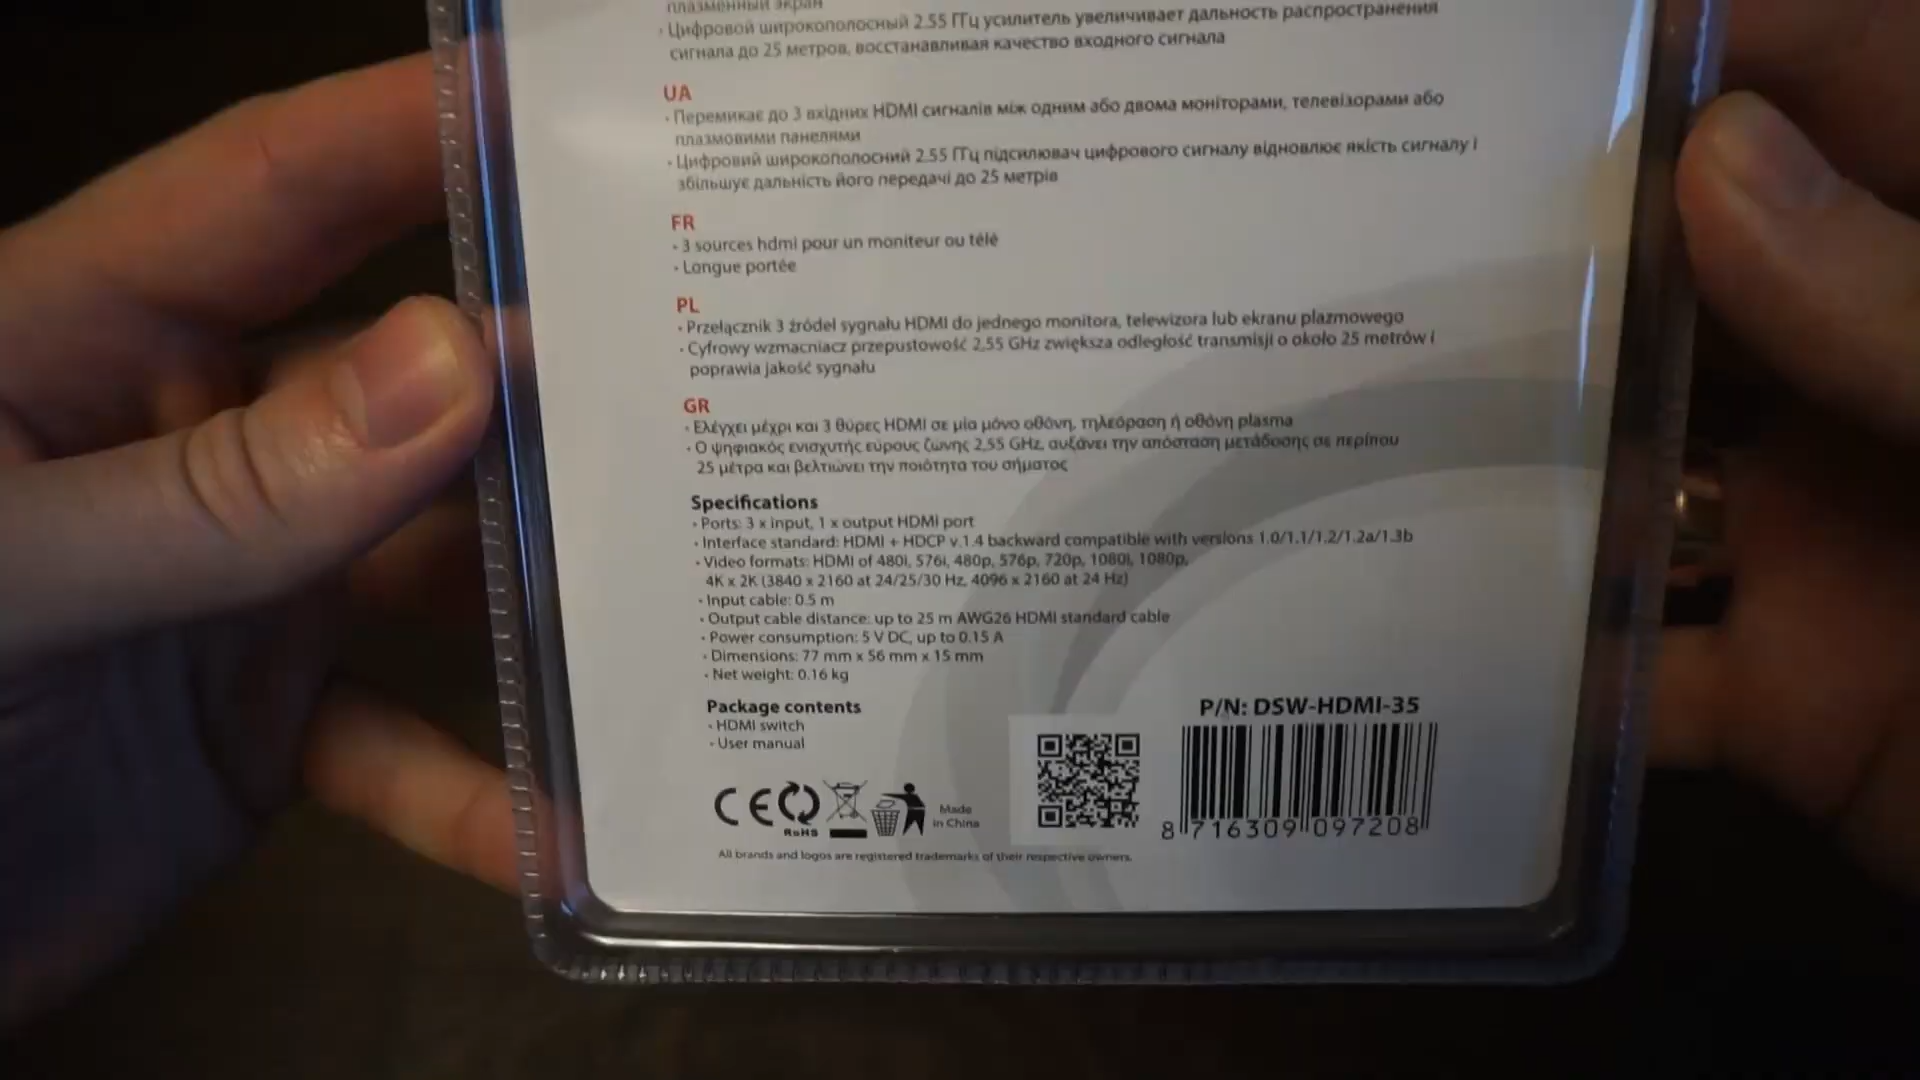 плазменный экран
· Цифровой широкополосный 2.55 ГГц усилитель увеличивает дальность распространения
сигнала до 25 метров, восстанавливая качество входного сигнала
UA
· Перемикає до 3 вхідних HDMI сигналів між одним або двома моніторами, телевізорами або
плазмовими панелями
· Цифровий широкополосний 2.55 ГГц підсилювач цифрового сигналу відновлює якість сигналу і
збільшує дальність його передачі до 25 метрів
FR
· 3 sources hdmi pour un moniteur ou télé
· Longue portée
PL
· Przełącznik 3 źródeł sygnału HDMI do jednego monitora, telewizora lub ekranu plazmowego
· Cyfrowy wzmacniacz przepustowość 2,55 GHz zwiększa odległość transmisji o około 25 metrów i
poprawia jakość sygnału
GR
· Ελέγχει μέχρι και 3 θύρες HDMI σε μία μόνο οθόνη, τηλεόραση ή οθόνη plasma
· Ο ψηφιακός ενισχυτής εύρους ζωνης 2,55 GHz, αυξάνει την απόσταση μετάδοσης σε περίπου
25 μέτρα και βελτιώνει την ποιότητα του σήματος
Specifications
· Ports: 3 x input, 1 x output HDMI port
· Interface standard: HDMI + HDCP v.1.4 backward compatible with versions 1.0/1.1/1.2/1.2a/1.3b
· Video formats: HDMI of 480i, 576i, 480p, 576p, 720p, 1080i, 1080p,
4K x 2K (3840 x 2160 at 24/25/30 Hz, 4096 x 2160 at 24 Hz)
· Input cable: 0.5 m
· Output cable distance: up to 25 m AWG26 HDMI standard cable
· Power consumption: 5 V DC, up to 0.15 A
· Dimensions: 77 mm x 56 mm x 15 mm
· Net weight: 0.16 kg
Package contents
· HDMI switch
· User manual
P/N: DSW-HDMI-35
CE RoHS
Made
in China
8 716309 097208
All brands and logos are registered trademarks of their respective owners.